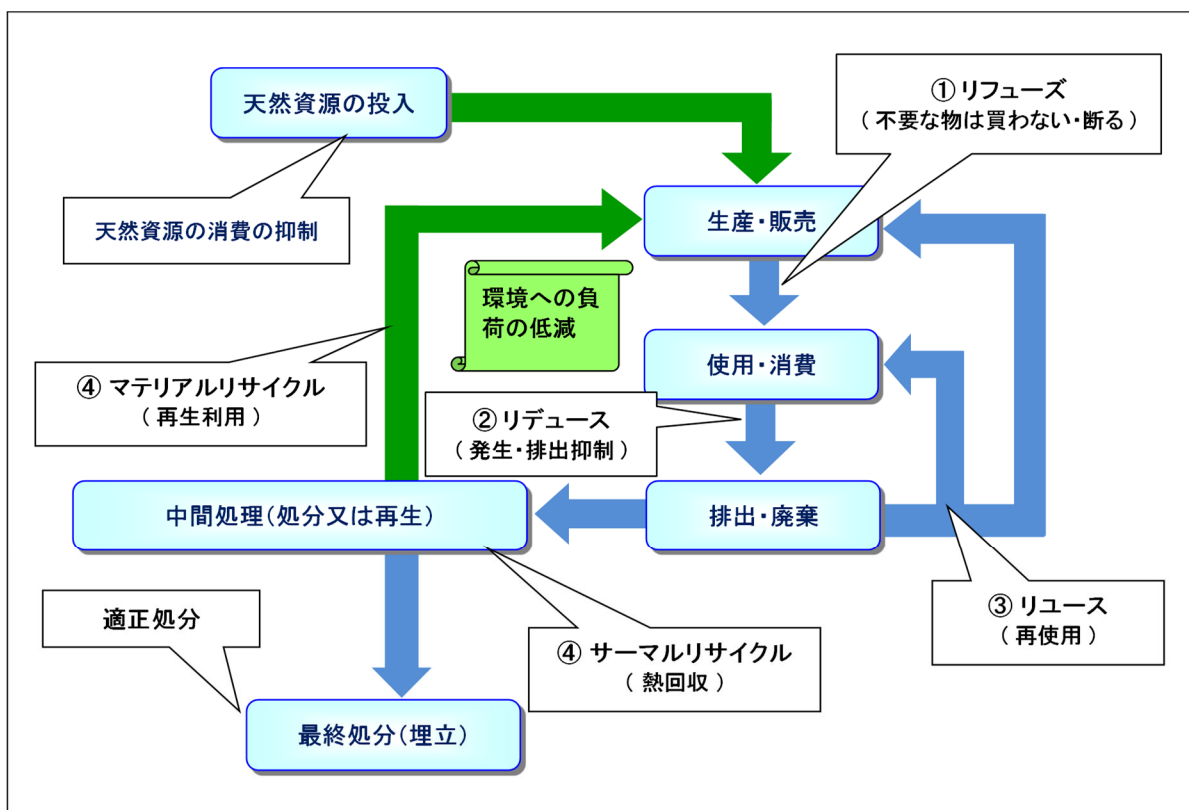 天然資源の投入
① リフューズ
( 不要な物は買わない・断る )
天然資源の消費の抑制
生産・販売
環境への負
荷の低減
使用・消費
④ マテリアルリサイクル
( 再生利用 )
② リデュース
( 発生・排出抑制 )
中間処理(処分又は再生)
排出・廃棄
適正処分
④ サーマルリサイクル
( 熱回収 )
③ リユース
( 再使用 )
最終処分(埋立)